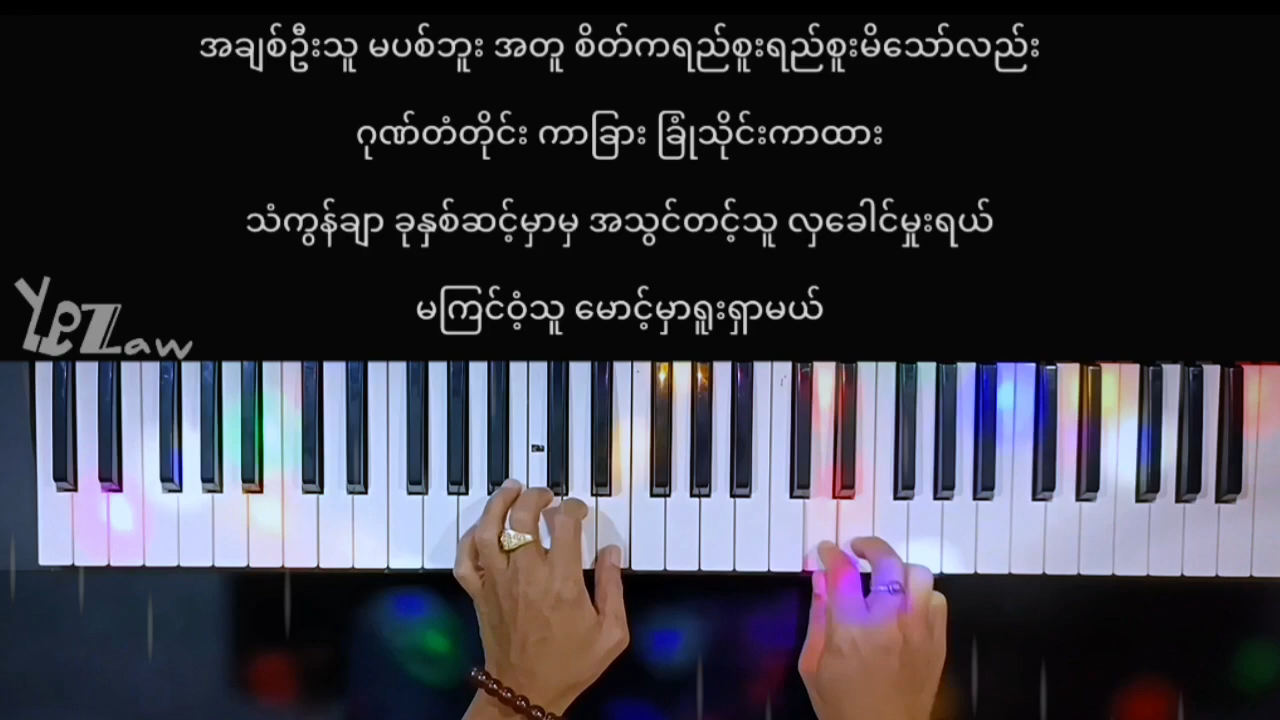 အချစ်ဦးသူ မပစ်ဘူး အတူ စိတ်ကရည်စူးရည်စူးမိသော်လည်း
ဂုဏ်တံတိုင်း ကာခြား ခြုံသိုင်းကာထား
သံကွန်ချာ ခုနှစ်ဆင့်မှာမှ အသွင်တင့်သူ လှခေါင်မှူးရယ်
မကြင်ဝံ့သူ မောင့်မှာရူးရှာမယ်
YeZLaw